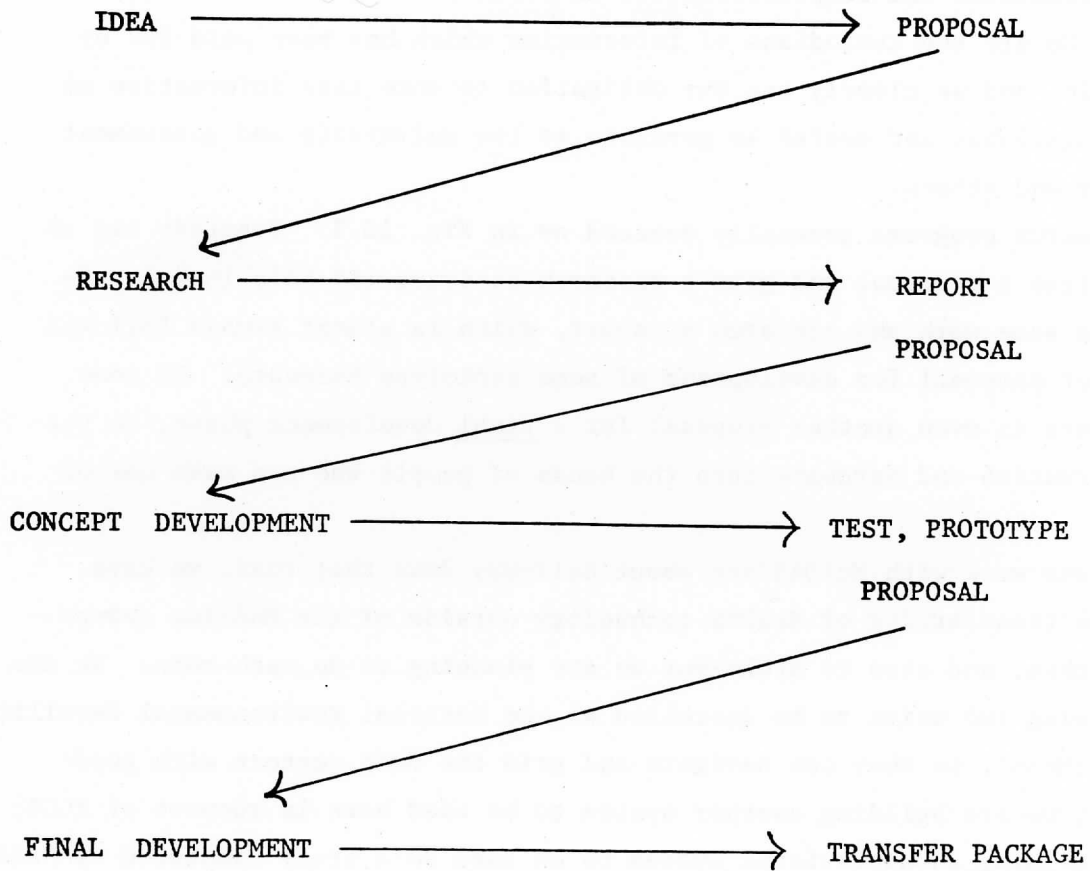 IDEA PROPOSAL
RESEARCH REPORT
PROPOSAL
CONCEPT DEVELOPMENT TEST, PROTOTYPE
PROPOSAL
FINAL DEVELOPMENT TRANSFER PACKAGE